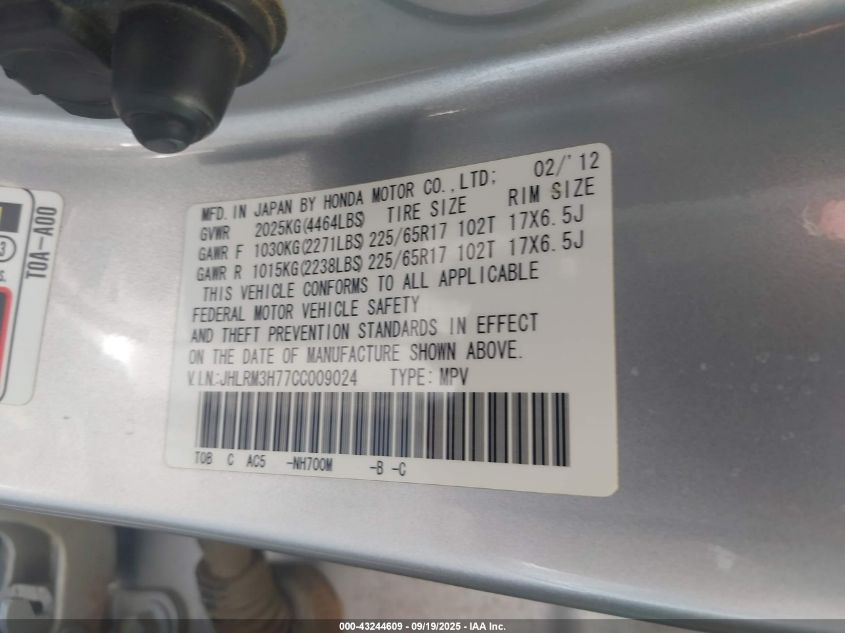 MFD. IN JAPAN BY HONDA MOTOR CO., LTD; 02/'12
GVWR 2025KG(4464LBS) TIRE SIZE RIM SIZE
GAWR F 1030KG(2271LBS) 225/65R17 102T 17X6.5J
GAWR R 1015KG(2238LBS) 225/65R17 102T 17X6.5J
THIS VEHICLE CONFORMS TO ALL APPLICABLE
FEDERAL MOTOR VEHICLE SAFETY
AND THEFT PREVENTION STANDARDS IN EFFECT
ON THE DATE OF MANUFACTURE SHOWN ABOVE.
V.I.N.:JHLRM3H77CC009024 TYPE: MPV
T0B C AC5 -NH700M -B -C
T0A-A00
3
S.
000-43244609 - 09/19/2025 - IAA Inc.